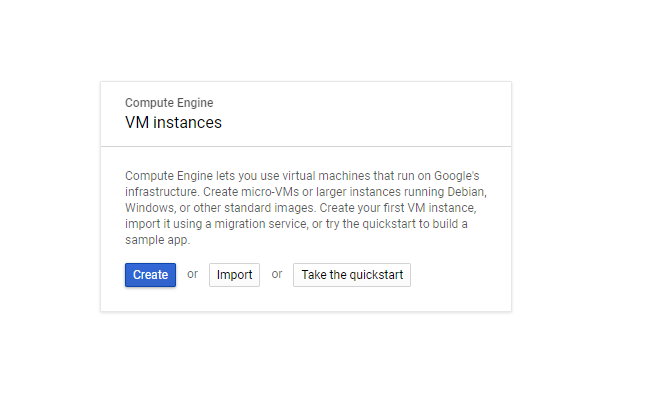 Compute Engine
VM instances
Compute Engine lets you use virtual machines that run on Google's
infrastructure. Create micro-VMs or larger instances running Debian,
Windows, or other standard images. Create your first VM instance,
import it using a migration service, or try the quickstart to build a
sample app.
Create or Import or Take the quickstart